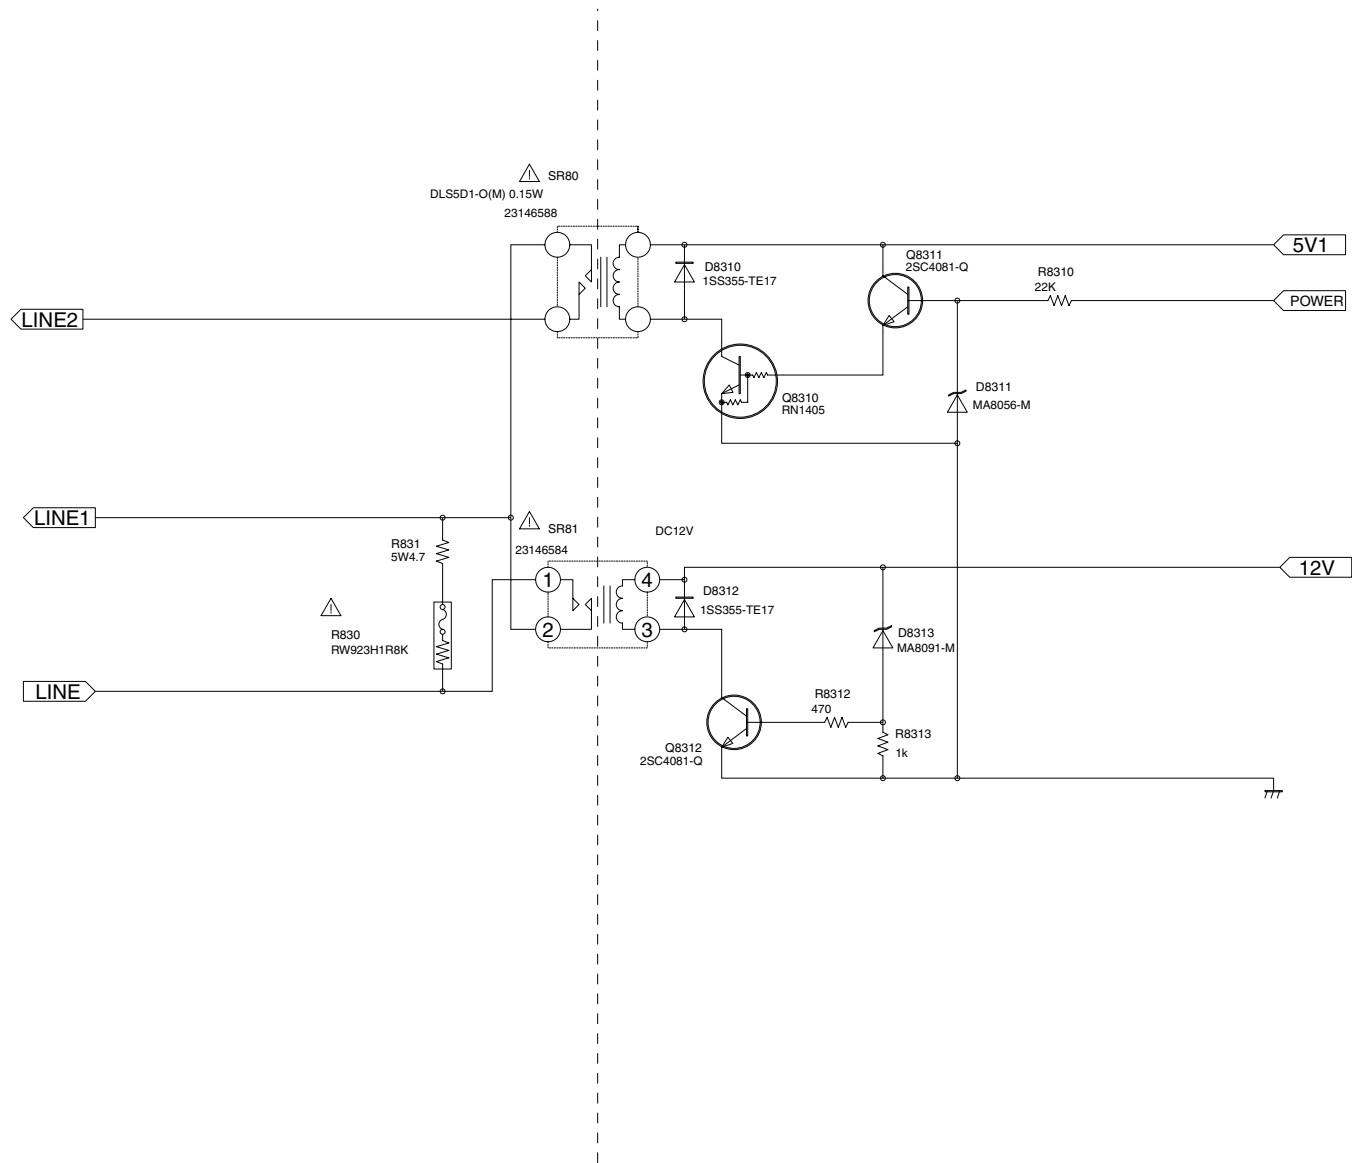 SR80
DLS5D1-O(M) 0.15W
23146588
5V1
Q8311
2SC4081-Q
D8310
1SS355-TE17
R8310
22K
POWER
LINE2
D8311
MA8056-M
Q8310
RN1405
LINE1
SR81
DC12V
R831
5W4.7
23146584
12V
1
4
D8312
1SS355-TE17
R830
RW923H1R8K
2
3
D8313
MA8091-M
LINE
R8312
470
R8313
1k
Q8312
2SC4081-Q